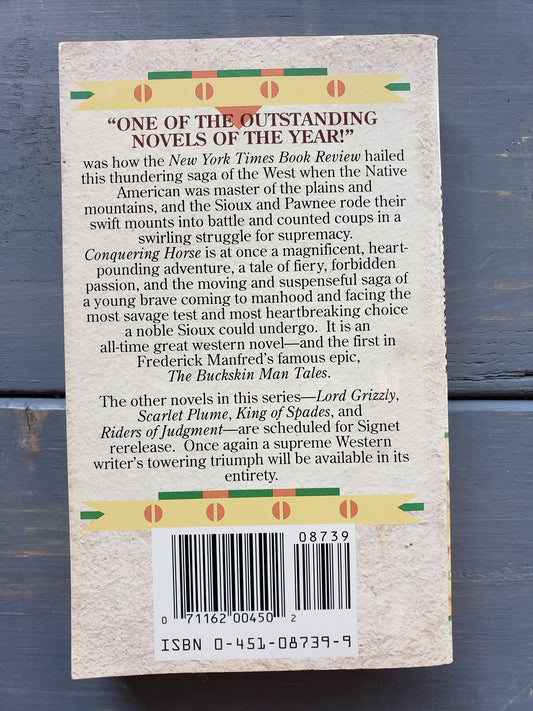 “ONE OF THE OUTSTANDING
NOVELS OF THE YEAR!”
was how the New York Times Book Review hailed
this thundering saga of the West when the Native
American was master of the plains and
mountains, and the Sioux and Pawnee rode their
swift mounts into battle and counted coups in a
swirling struggle for supremacy.
Conquering Horse is at once a magnificent, heart-
pounding adventure, a tale of fiery, forbidden
passion, and the moving and suspenseful saga of
a young brave coming to manhood and facing the
most savage test and most heartbreaking choice
a noble Sioux could undergo. It is an
all-time great western novel—and the first in
Frederick Manfred’s famous epic,
The Buckskin Man Tales.
The other novels in this series—Lord Grizzly,
Scarlet Plume, King of Spades, and
Riders of Judgment—are scheduled for Signet
rerelease. Once again a supreme Western
writer’s towering triumph will be available in its
entirety.
08739
0 71162 00450 2
ISBN 0-451-08739-9